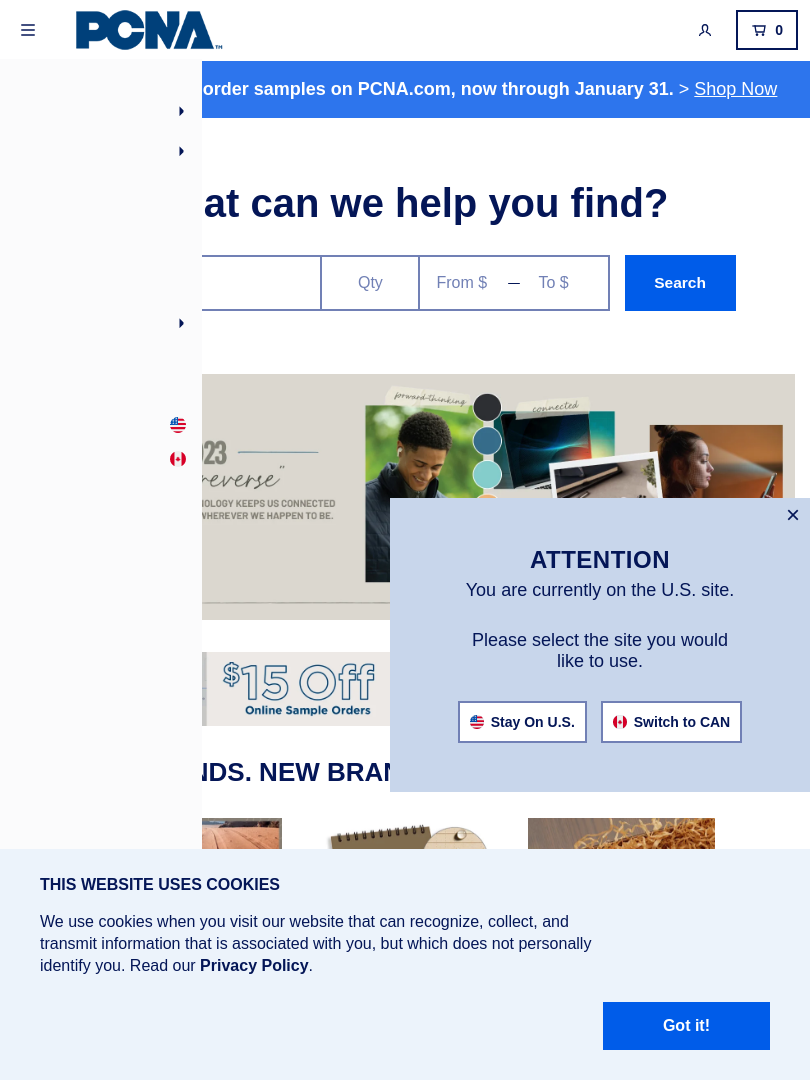 PCNA™
0
order samples on PCNA.com, now through January 31. > Shop Now
at can we help you find?
Qty
From $ — To $
Search
forward-thinking
connected
023
reverse"
NOLOGY KEEPS US CONNECTED
WHEREVER WE HAPPEN TO BE.
ATTENTION
You are currently on the U.S. site.
Please select the site you would
like to use.
Stay On U.S.
Switch to CAN
$15 Off
Online Sample Orders
NDS. NEW BRAN
THIS WEBSITE USES COOKIES
We use cookies when you visit our website that can recognize, collect, and
transmit information that is associated with you, but which does not personally
identify you. Read our Privacy Policy.
Got it!